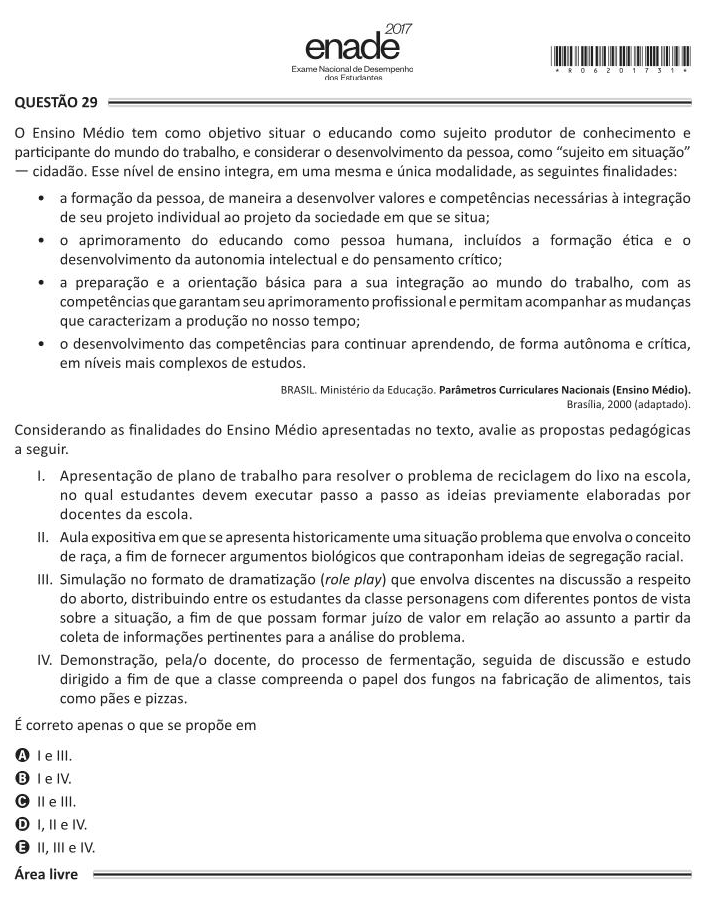 2017
enade
Exame Nacional de Desempenho
dos Estudantes
* R 0 6 2 0 1 7 3 1 *
QUESTÃO 29
O Ensino Médio tem como objetivo situar o educando como sujeito produtor de conhecimento e
participante do mundo do trabalho, e considerar o desenvolvimento da pessoa, como “sujeito em situação”
— cidadão. Esse nível de ensino integra, em uma mesma e única modalidade, as seguintes finalidades:
• a formação da pessoa, de maneira a desenvolver valores e competências necessárias à integração
de seu projeto individual ao projeto da sociedade em que se situa;
• o aprimoramento do educando como pessoa humana, incluídos a formação ética e o
desenvolvimento da autonomia intelectual e do pensamento crítico;
• a preparação e a orientação básica para a sua integração ao mundo do trabalho, com as
competências que garantam seu aprimoramento profissional e permitam acompanhar as mudanças
que caracterizam a produção no nosso tempo;
• o desenvolvimento das competências para continuar aprendendo, de forma autônoma e crítica,
em níveis mais complexos de estudos.
BRASIL. Ministério da Educação. Parâmetros Curriculares Nacionais (Ensino Médio).
Brasília, 2000 (adaptado).
Considerando as finalidades do Ensino Médio apresentadas no texto, avalie as propostas pedagógicas
a seguir.
I. Apresentação de plano de trabalho para resolver o problema de reciclagem do lixo na escola,
no qual estudantes devem executar passo a passo as ideias previamente elaboradas por
docentes da escola.
II. Aula expositiva em que se apresenta historicamente uma situação problema que envolva o conceito
de raça, a fim de fornecer argumentos biológicos que contraponham ideias de segregação racial.
III. Simulação no formato de dramatização (role play) que envolva discentes na discussão a respeito
do aborto, distribuindo entre os estudantes da classe personagens com diferentes pontos de vista
sobre a situação, a fim de que possam formar juízo de valor em relação ao assunto a partir da
coleta de informações pertinentes para a análise do problema.
IV. Demonstração, pela/o docente, do processo de fermentação, seguida de discussão e estudo
dirigido a fim de que a classe compreenda o papel dos fungos na fabricação de alimentos, tais
como pães e pizzas.
É correto apenas o que se propõe em
A I e III.
B I e IV.
C II e III.
D I, II e IV.
E II, III e IV.
Área livre